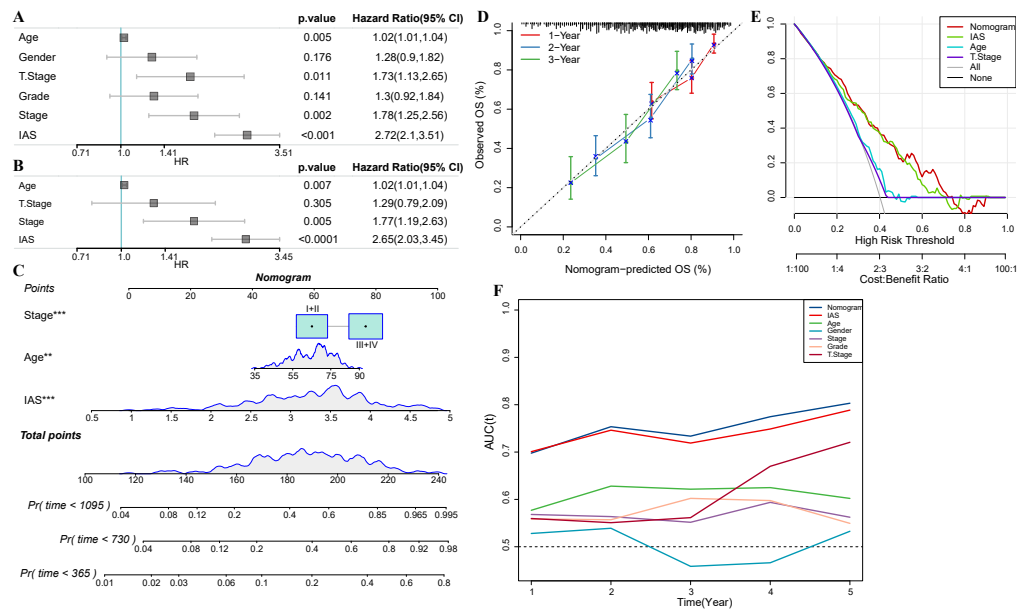 A
p.value Hazard Ratio(95% CI)
Age 0.005 1.02(1.01,1.04)
Gender 0.176 1.28(0.9,1.82)
T.Stage 0.011 1.73(1.13,2.65)
Grade 0.141 1.3(0.92,1.84)
Stage 0.002 1.78(1.25,2.56)
IAS <0.001 2.72(2.1,3.51)
0.71 1.0 1.41 3.51
HR
B
p.value Hazard Ratio(95% CI)
Age 0.007 1.02(1.01,1.04)
T.Stage 0.305 1.29(0.79,2.09)
Stage 0.005 1.77(1.19,2.63)
IAS <0.0001 2.65(2.03,3.45)
0.71 1.0 1.41 3.45
HR
C
Nomogram
Points 0 20 40 60 80 100
Stage***
I+II
III+IV
Age**
35 55 75 90
IAS***
0.5 1 1.5 2 2.5 3 3.5 4 4.5 5
Total points
100 120 140 160 180 200 220 240
Pr( time < 1095 )
0.04 0.08 0.12 0.2 0.4 0.6 0.85 0.965 0.995
Pr( time < 730 )
0.04 0.08 0.12 0.2 0.4 0.6 0.8 0.92 0.98
Pr( time < 365 )
0.01 0.02 0.03 0.06 0.1 0.2 0.4 0.6 0.8
D
1-Year
2-Year
3-Year
Observed OS (%)
1.0
0.8
0.6
0.4
0.2
0.0
0.0 0.2 0.4 0.6 0.8 1.0
Nomogram-predicted OS (%)
E
Nomogram
IAS
Age
T.Stage
All
None
1.0
0.8
0.6
0.4
0.2
0.0
0.0 0.2 0.4 0.6 0.8 1.0
High Risk Threshold
1:100 1:4 2:3 3:2 4:1 100:1
Cost:Benefit Ratio
F
Nomogram
IAS
Age
Gender
Stage
Grade
T.Stage
AUC(t)
1.0
0.9
0.8
0.7
0.6
0.5
1 2 3 4 5
Time(Year)